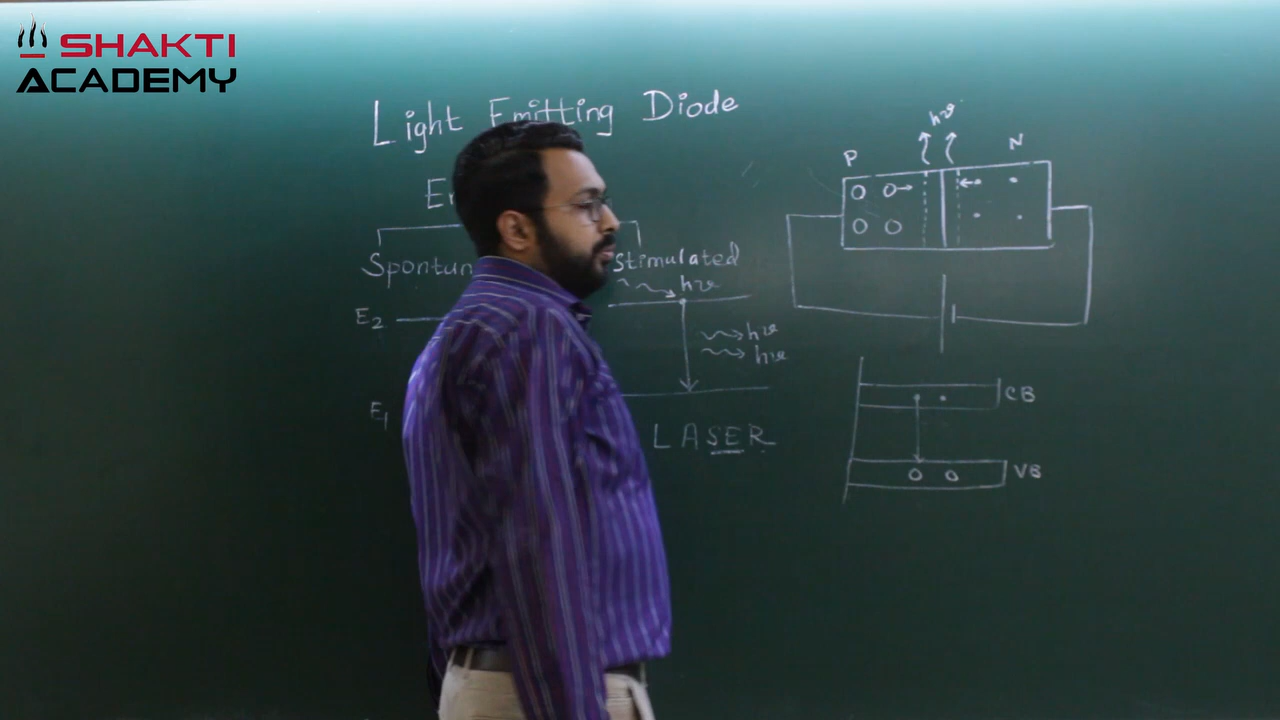 SHAKTI
ACADEMY
Light Emitting Diode
Stimulated
hν
E2
hν
hν
E1
LASER
hν
P N
CB
VB